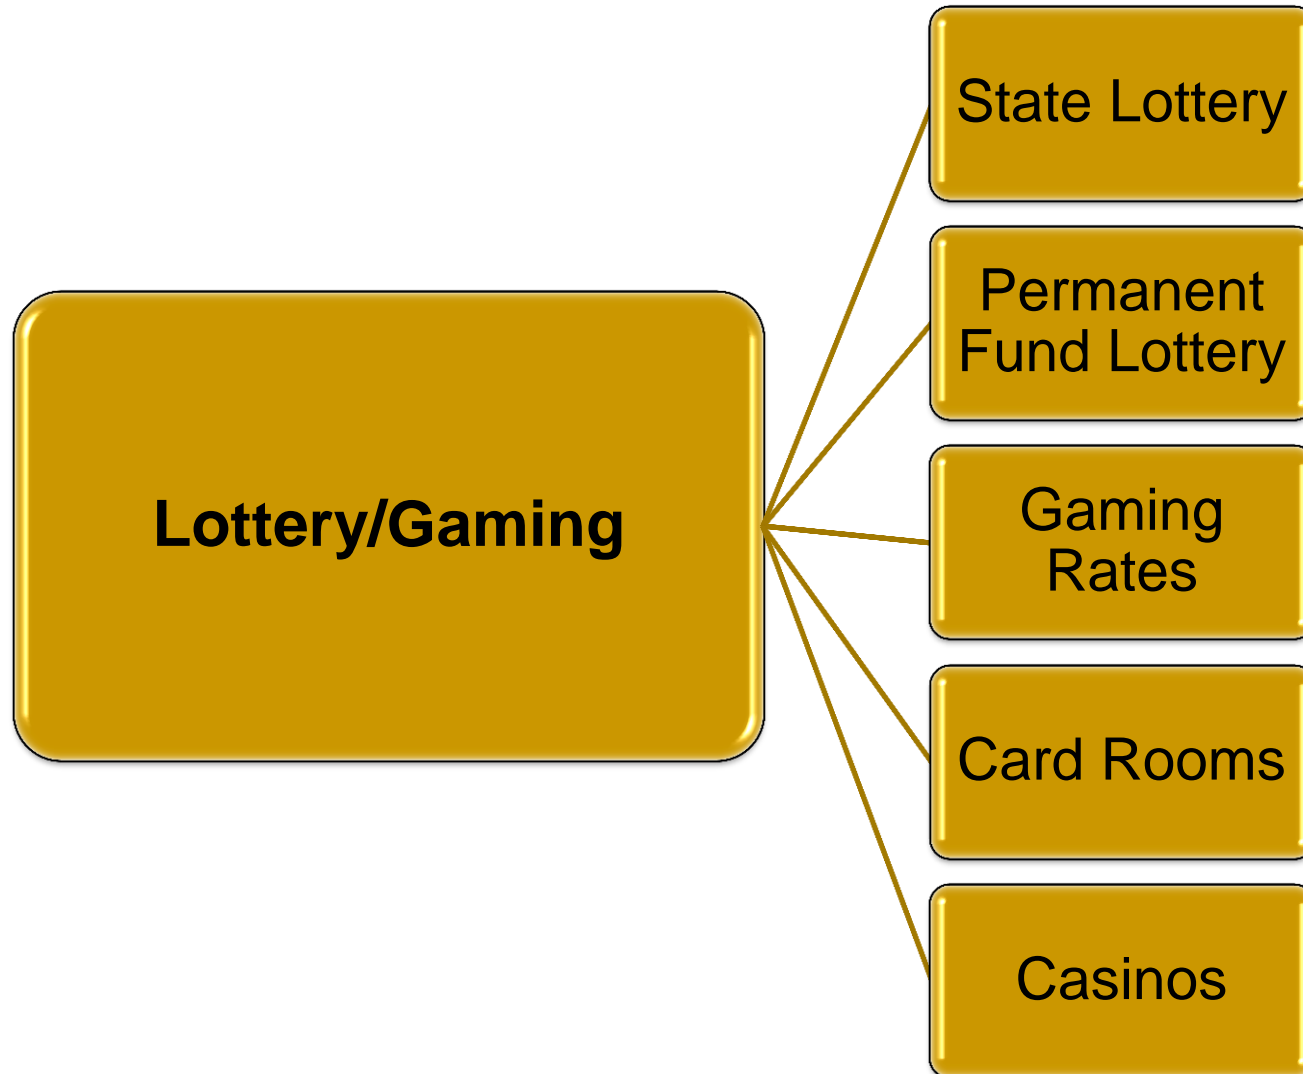 Lottery/Gaming
State Lottery
Permanent
Fund Lottery
Gaming
Rates
Card Rooms
Casinos